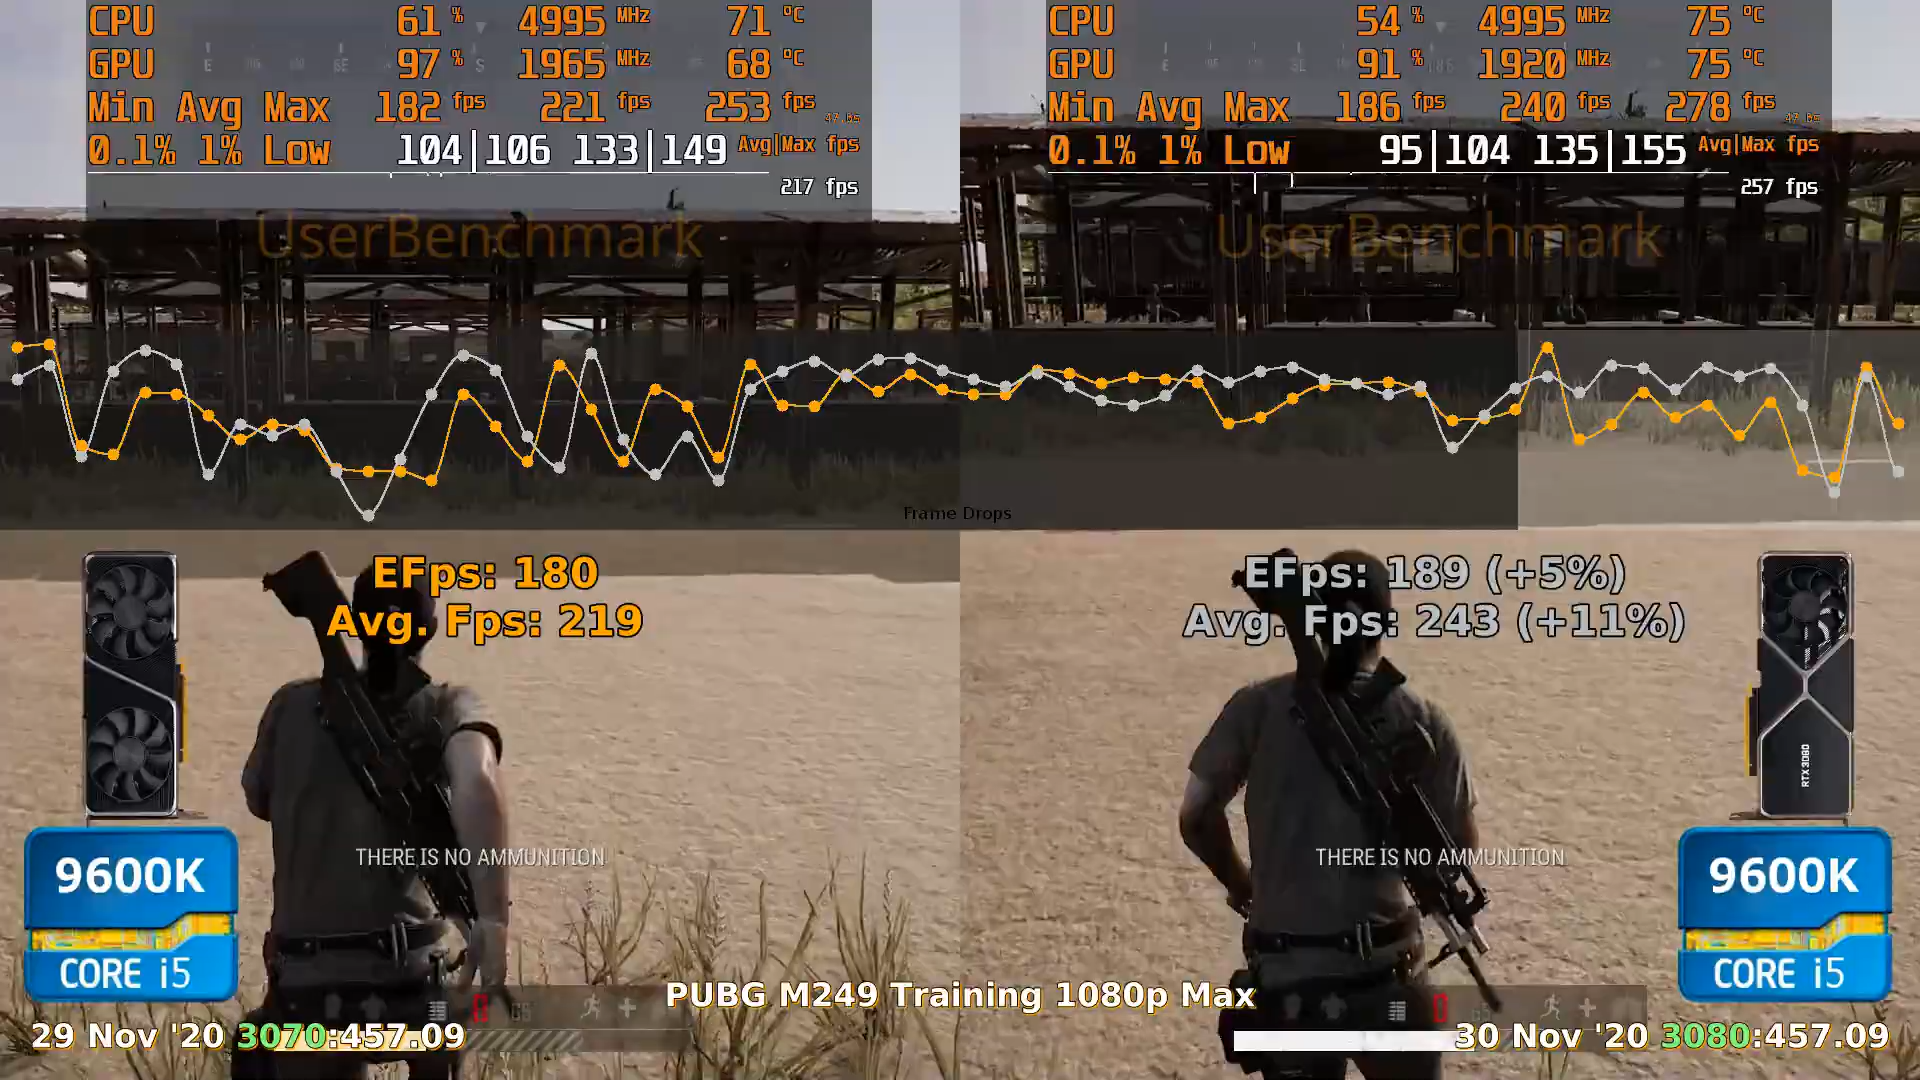 CPU 61 % 4995 MHz 71 °C
GPU 97 % 1965 MHz 68 °C
Min Avg Max 182 fps 221 fps 253 fps
0.1% 1% Low 104|106 133|149 Avg|Max fps
217 fps
UserBenchmark
CPU 54 % 4995 MHz 75 °C
GPU 91 % 1920 MHz 75 °C
Min Avg Max 186 fps 240 fps 278 fps
0.1% 1% Low 95|104 135|155 Avg|Max fps
257 fps
UserBenchmark
Frame Drops
EFps: 180
Avg. Fps: 219
EFps: 189 (+5%)
Avg. Fps: 243 (+11%)
RTX 3080
THERE IS NO AMMUNITION
THERE IS NO AMMUNITION
9600K
CORE i5
9600K
CORE i5
PUBG M249 Training 1080p Max
29 Nov '20 3070:457.09
30 Nov '20 3080:457.09